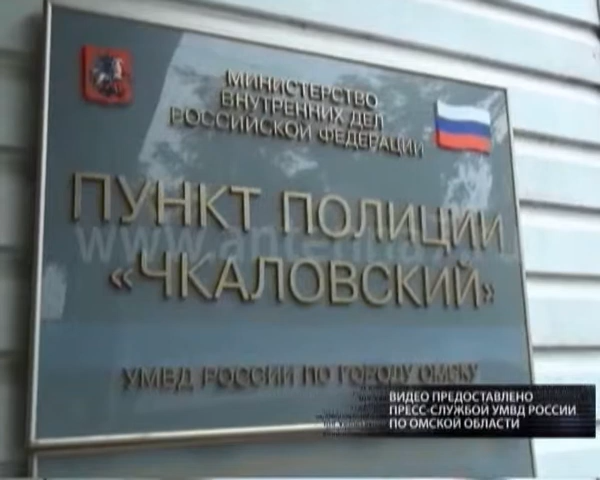 МИНИСТЕРСТВО
ВНУТРЕННИХ ДЕЛ
РОССИЙСКОЙ ФЕДЕРАЦИИ
ПУНКТ ПОЛИЦИИ
«ЧКАЛОВСКИЙ»
УМВД РОССИИ ПО ГОРОДУ ОМСКУ
ВИДЕО ПРЕДОСТАВЛЕНО
ПРЕСС-СЛУЖБОЙ УМВД РОССИИ
ПО ОМСКОЙ ОБЛАСТИ